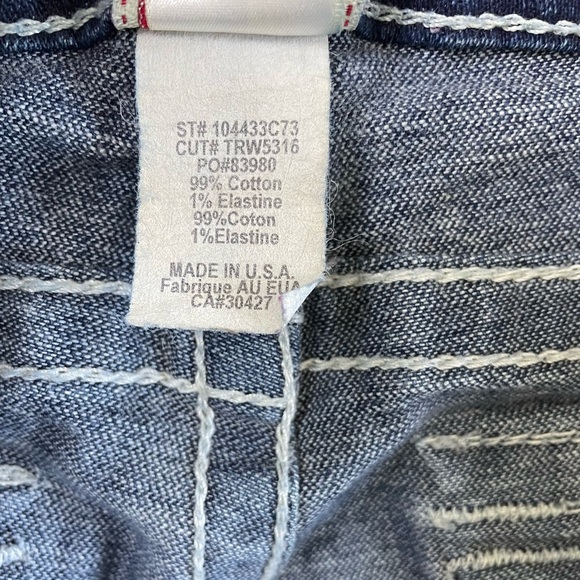 ST# 104433C73
CUT# TRW5316
PO#83980
99% Cotton
1% Elastine
99%Coton
1%Elastine
MADE IN U.S.A.
Fabrique AU EUA
CA#30427